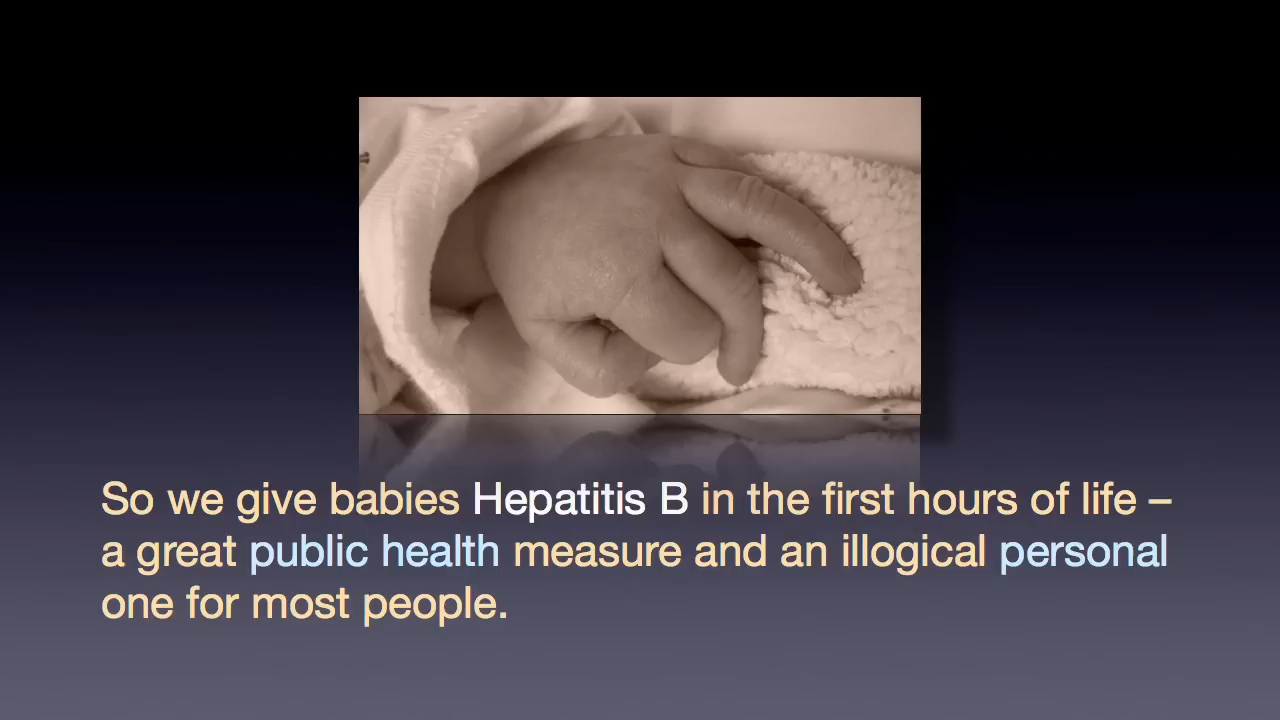 So we give babies Hepatitis B in the first hours of life –
a great public health measure and an illogical personal
one for most people.